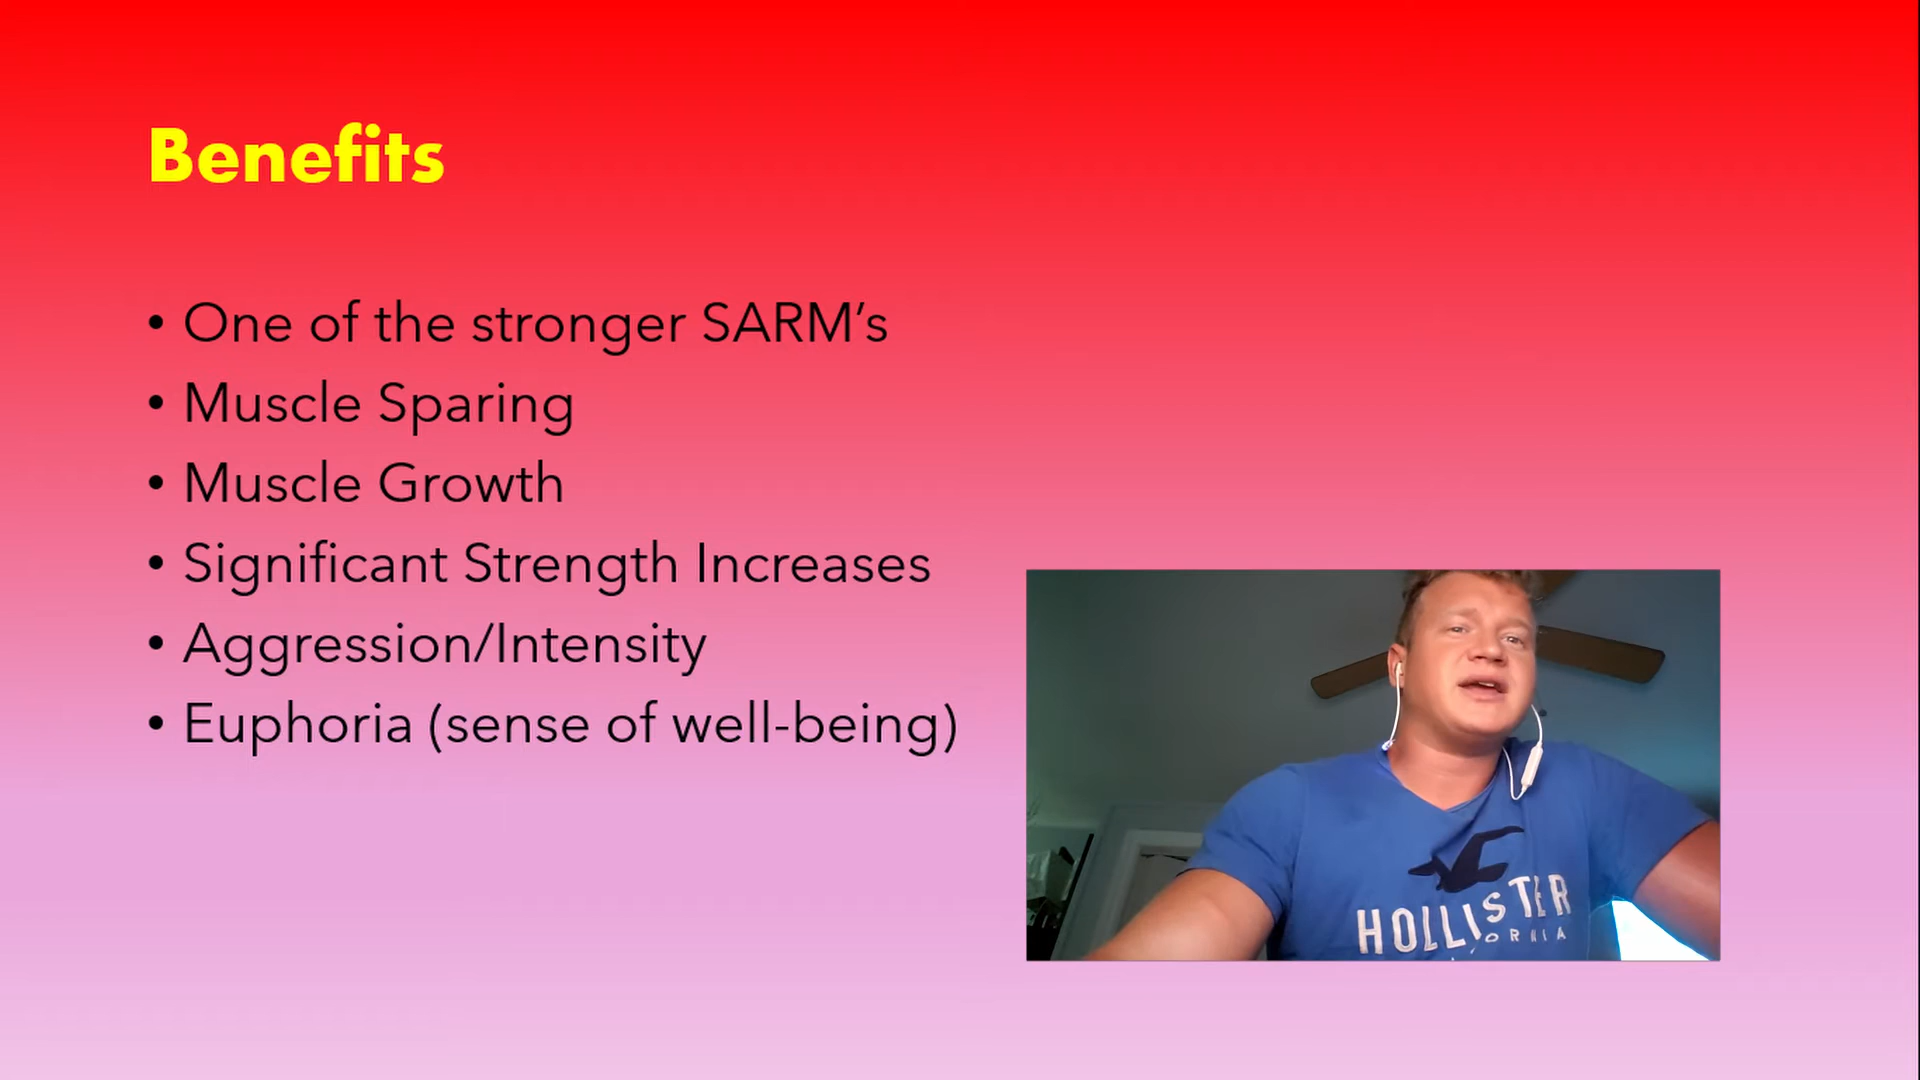 Benefits
• One of the stronger SARM’s
• Muscle Sparing
• Muscle Growth
• Significant Strength Increases
• Aggression/Intensity
• Euphoria (sense of well-being)
HOLLISTER